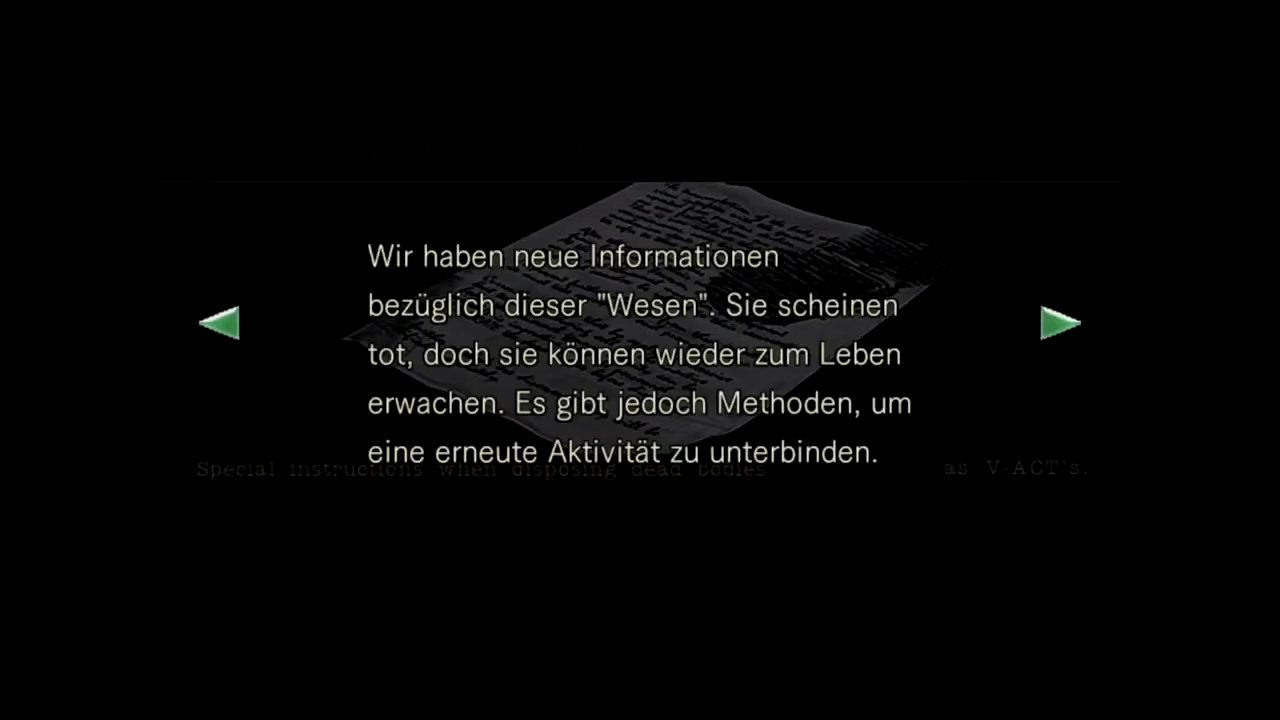 Wir haben neue Informationen
bezüglich dieser "Wesen". Sie scheinen
tot, doch sie können wieder zum Leben
erwachen. Es gibt jedoch Methoden, um
eine erneute Aktivität zu unterbinden.
Special instructions when disposing dead bodies as V-ACT's.